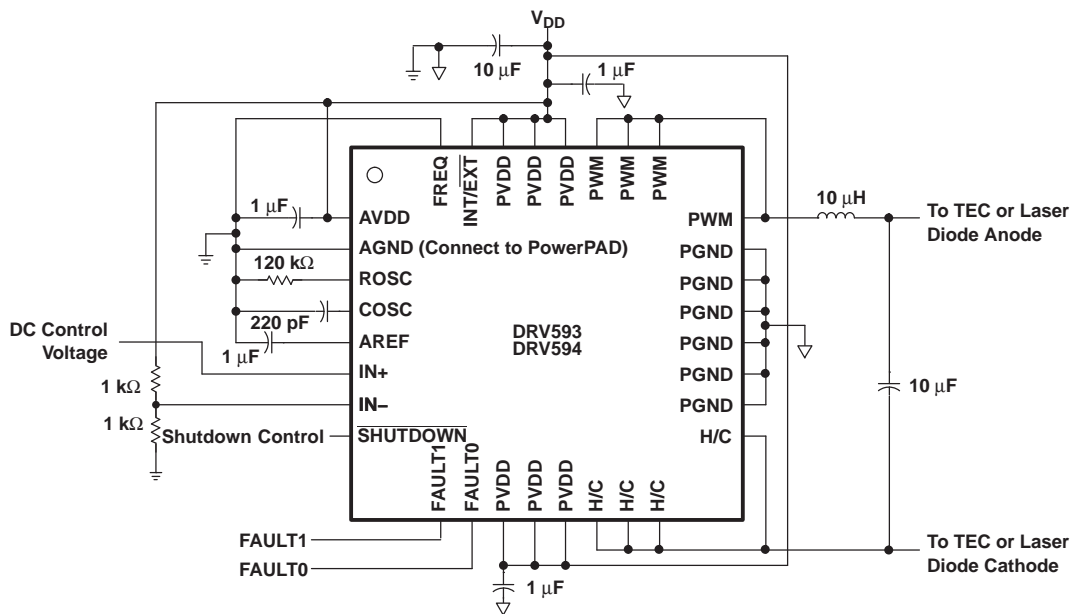 V_DD
10 μF
1 μF
FREQ
INT/EXT
PVDD
PVDD
PVDD
PWM
PWM
PWM
1 μF
AVDD
AGND (Connect to PowerPAD)
120 kΩ
ROSC
COSC
220 pF
AREF
1 μF
DC Control
Voltage
IN+
1 kΩ
IN–
1 kΩ
Shutdown Control
SHUTDOWN
DRV593
DRV594
PWM
PGND
PGND
PGND
PGND
PGND
PGND
H/C
10 μH
To TEC or Laser
Diode Anode
10 μF
FAULT1
FAULT0
PVDD
PVDD
PVDD
H/C
H/C
H/C
FAULT1
FAULT0
1 μF
To TEC or Laser
Diode Cathode